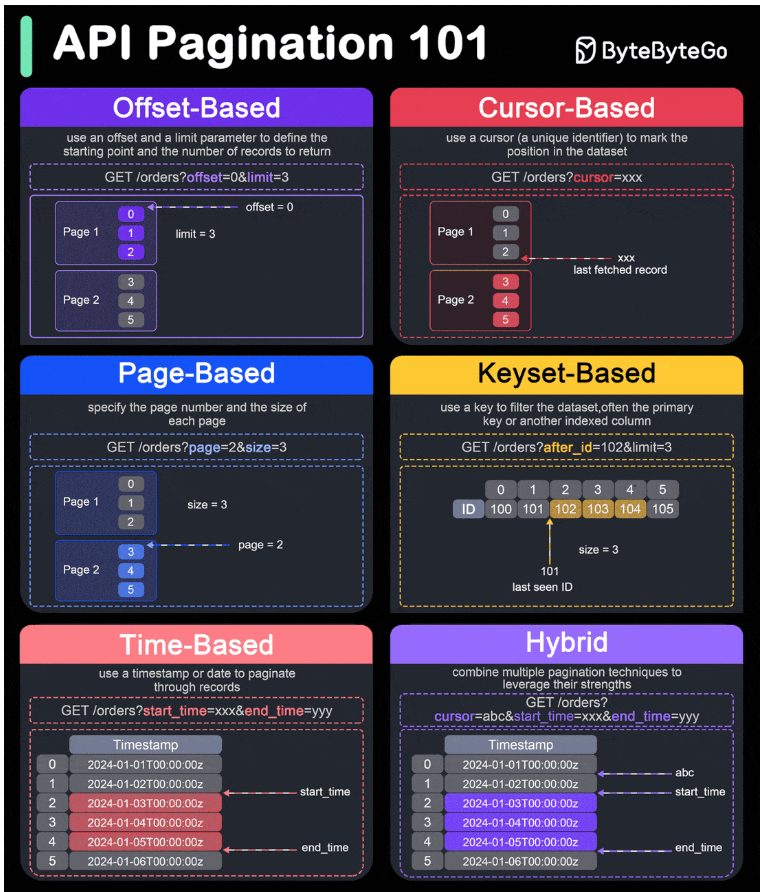 API Pagination 101
ByteByteGo
Offset-Based
use an offset and a limit parameter to define the
starting point and the number of records to return
GET /orders?offset=0&limit=3
Page 1
0
1
2
offset = 0
limit = 3
Page 2
3
4
5
Cursor-Based
use a cursor (a unique identifier) to mark the
position in the dataset
GET /orders?cursor=xxx
Page 1
0
1
2
xxx
last fetched record
Page 2
3
4
5
Page-Based
specify the page number and the size of
each page
GET /orders?page=2&size=3
Page 1
0
1
2
size = 3
Page 2
3
4
5
page = 2
Keyset-Based
use a key to filter the dataset,often the primary
key or another indexed column
GET /orders?after_id=102&limit=3
0 1 2 3 4 5
ID 100 101 102 103 104 105
size = 3
101
last seen ID
Time-Based
use a timestamp or date to paginate
through records
GET /orders?start_time=xxx&end_time=yyy
Timestamp
0 2024-01-01T00:00:00z
1 2024-01-02T00:00:00z
start_time
2 2024-01-03T00:00:00z
3 2024-01-04T00:00:00z
4 2024-01-05T00:00:00z
end_time
5 2024-01-06T00:00:00z
Hybrid
combine multiple pagination techniques to
leverage their strengths
GET /orders?
cursor=abc&start_time=xxx&end_time=yyy
Timestamp
0 2024-01-01T00:00:00z
abc
1 2024-01-02T00:00:00z
start_time
2 2024-01-03T00:00:00z
3 2024-01-04T00:00:00z
4 2024-01-05T00:00:00z
end_time
5 2024-01-06T00:00:00z